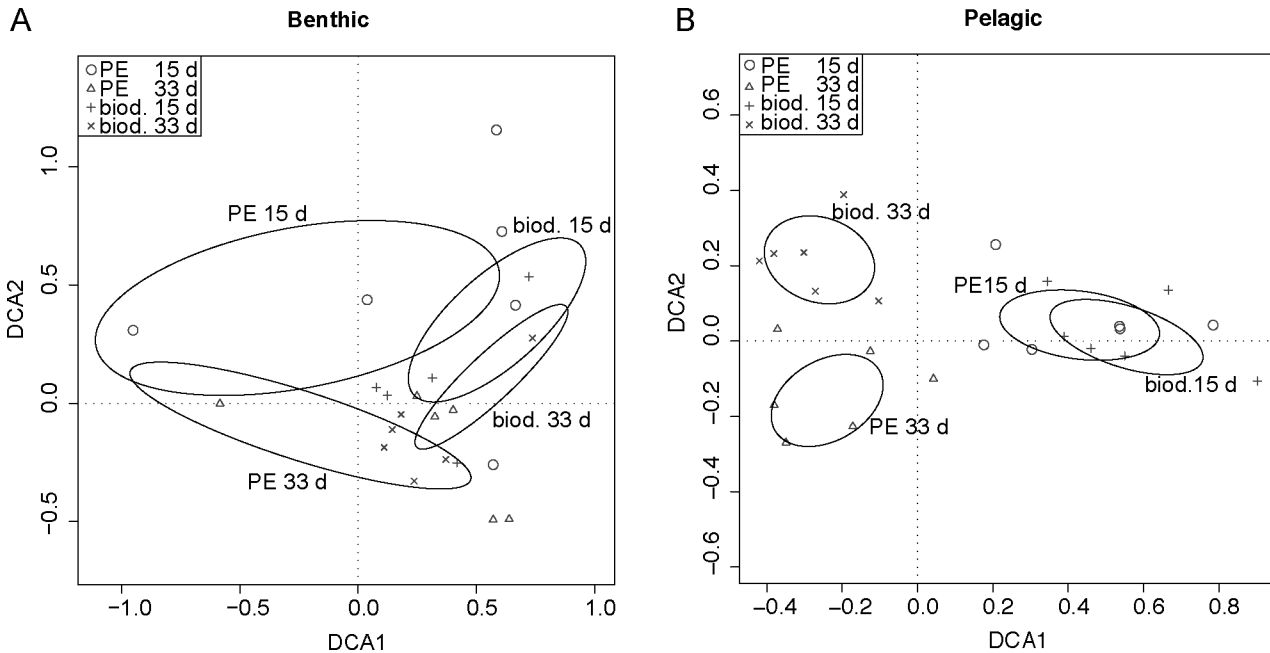 A
Benthic
PE 15 d
PE 33 d
biod. 15 d
biod. 33 d
PE 15 d
biod. 15 d
biod. 33 d
PE 33 d
1.0
0.5
0.0
−0.5
DCA2
−1.0 −0.5 0.0 0.5 1.0
DCA1
B
Pelagic
PE 15 d
PE 33 d
biod. 15 d
biod. 33 d
biod. 33 d
PE15 d
biod.15 d
PE 33 d
0.6
0.4
0.2
0.0
−0.2
−0.4
−0.6
DCA2
−0.4 −0.2 0.0 0.2 0.4 0.6 0.8
DCA1